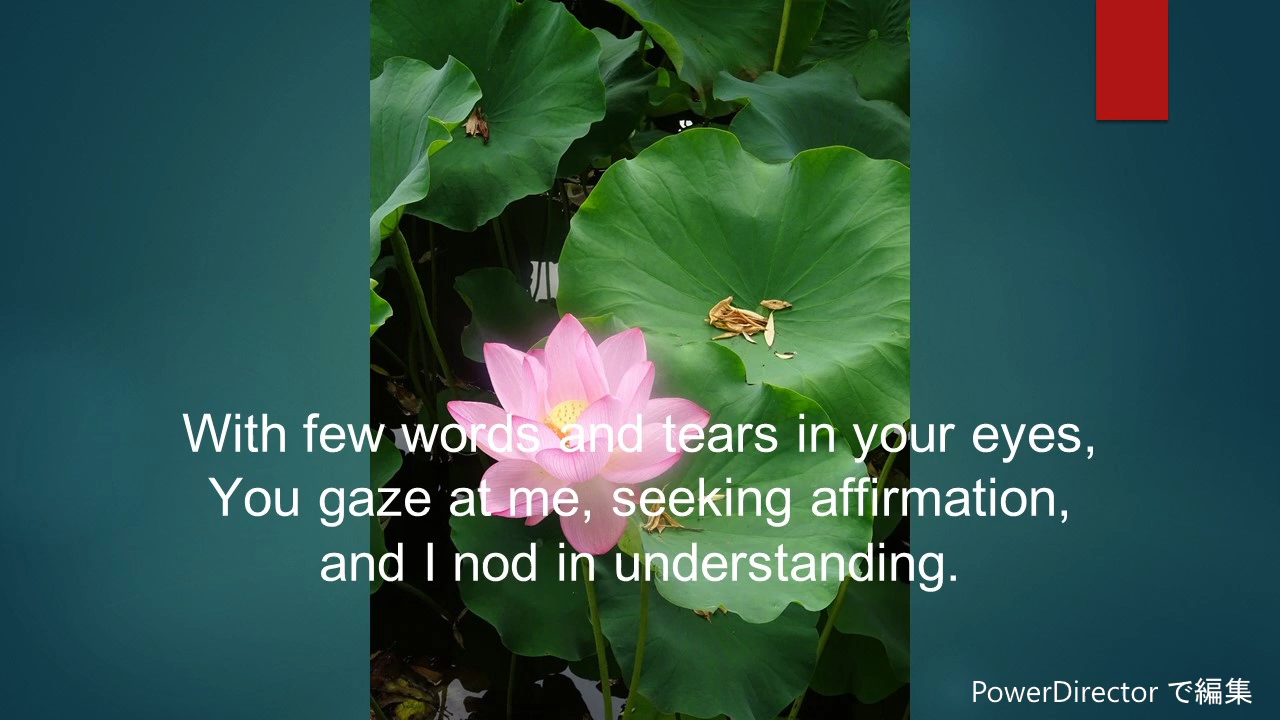 With few words and tears in your eyes,
You gaze at me, seeking affirmation,
and I nod in understanding.
PowerDirector で編集